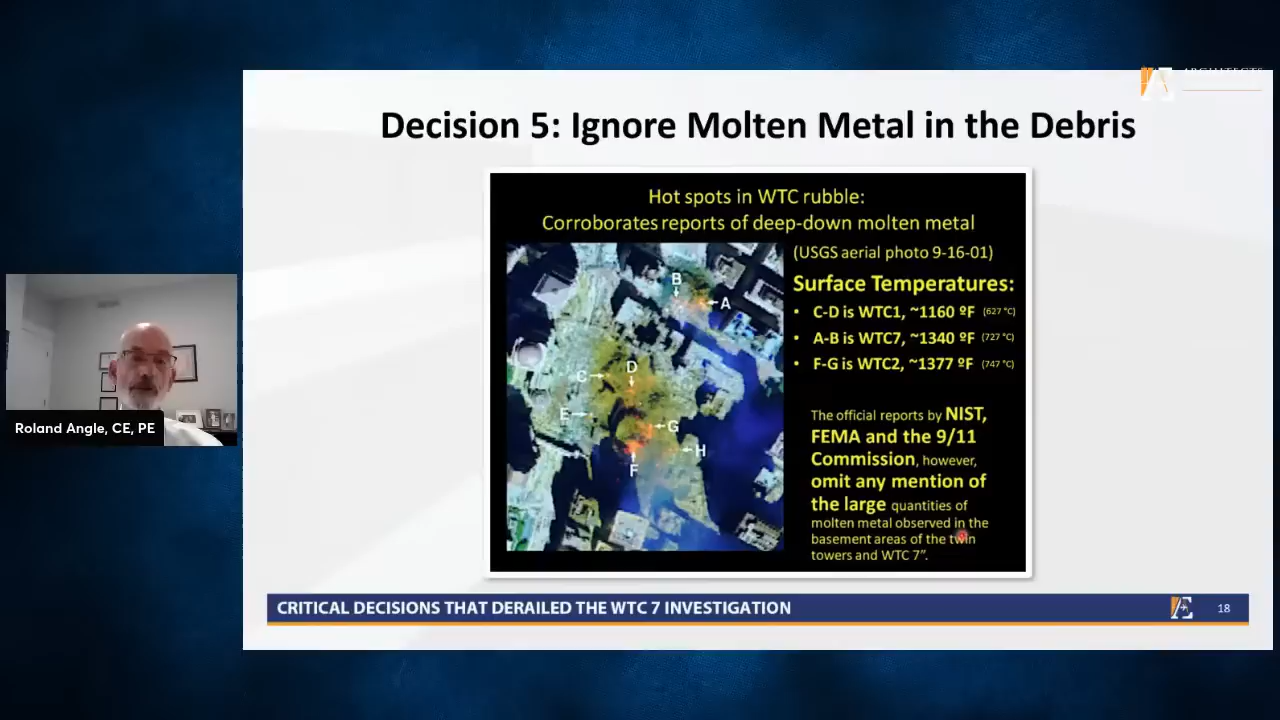 ARCHITECTS
Decision 5: Ignore Molten Metal in the Debris
Hot spots in WTC rubble:
Corroborates reports of deep-down molten metal
(USGS aerial photo 9-16-01)
Surface Temperatures:
• C-D is WTC1, ~1160 ºF (627 °C)
• A-B is WTC7, ~1340 ºF (727 °C)
• F-G is WTC2, ~1377 ºF (747 °C)
B
A
D
C
E
G
H
F
The official reports by NIST,
FEMA and the 9/11
Commission, however,
omit any mention of
the large quantities of
molten metal observed in the
basement areas of the twin
towers and WTC 7”.
Roland Angle, CE, PE
CRITICAL DECISIONS THAT DERAILED THE WTC 7 INVESTIGATION
18